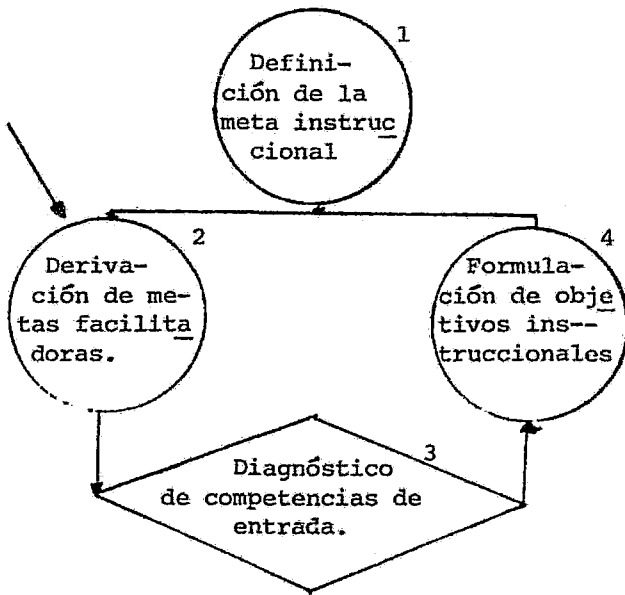 1
Defini-
ción de la
meta instruc
cional
2
Deriva-
ción de me-
tas facilita
doras.
4
Formula-
ción de obje
tivos ins--
truccionales
3
Diagnóstico
de competencias de
entrada.